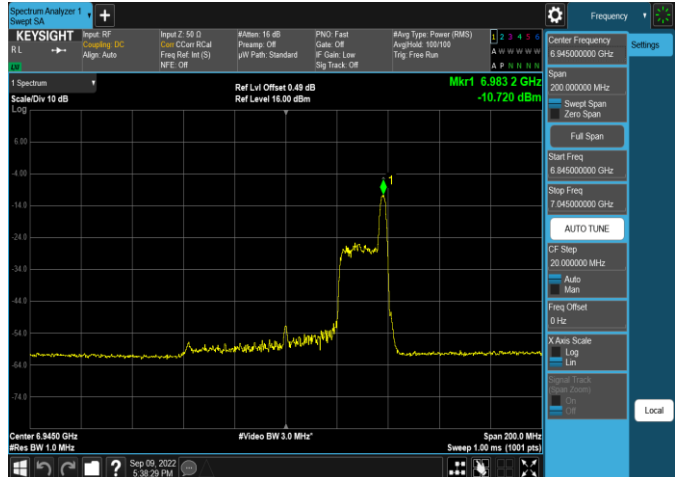 Spectrum Analyzer 1
Swept SA
KEYSIGHT
RL
Input: RF
Coupling: DC
Align: Auto
Input Z: 50 Ω
Corr CCorr RCal
Freq Ref: Int (S)
NFE: Off
#Atten: 16 dB
Preamp: Off
µW Path: Standard
PNO: Fast
Gate: Off
IF Gain: Low
Sig Track: Off
#Avg Type: Power (RMS)
Avg|Hold: 100/100
Trig: Free Run
1 2 3 4 5 6
A W W W W W
A P N N N N
1 Spectrum
Scale/Div 10 dB
Log
Ref Lvl Offset 0.49 dB
Ref Level 16.00 dBm
Mkr1 6.983 2 GHz
-10.720 dBm
1
6.00
-4.00
-14.0
-24.0
-34.0
-44.0
-54.0
-64.0
-74.0
Center 6.9450 GHz
#Res BW 1.0 MHz
#Video BW 3.0 MHz*
Span 200.0 MHz
Sweep 1.00 ms (1001 pts)
?
Sep 09, 2022
5:38:29 PM
Frequency
Settings
Center Frequency
6.945000000 GHz
Span
200.000000 MHz
Swept Span
Zero Span
Full Span
Start Freq
6.845000000 GHz
Stop Freq
7.045000000 GHz
AUTO TUNE
CF Step
20.000000 MHz
Auto
Man
Freq Offset
0 Hz
X Axis Scale
Log
Lin
Signal Track
(Span Zoom)
On
Off
Local